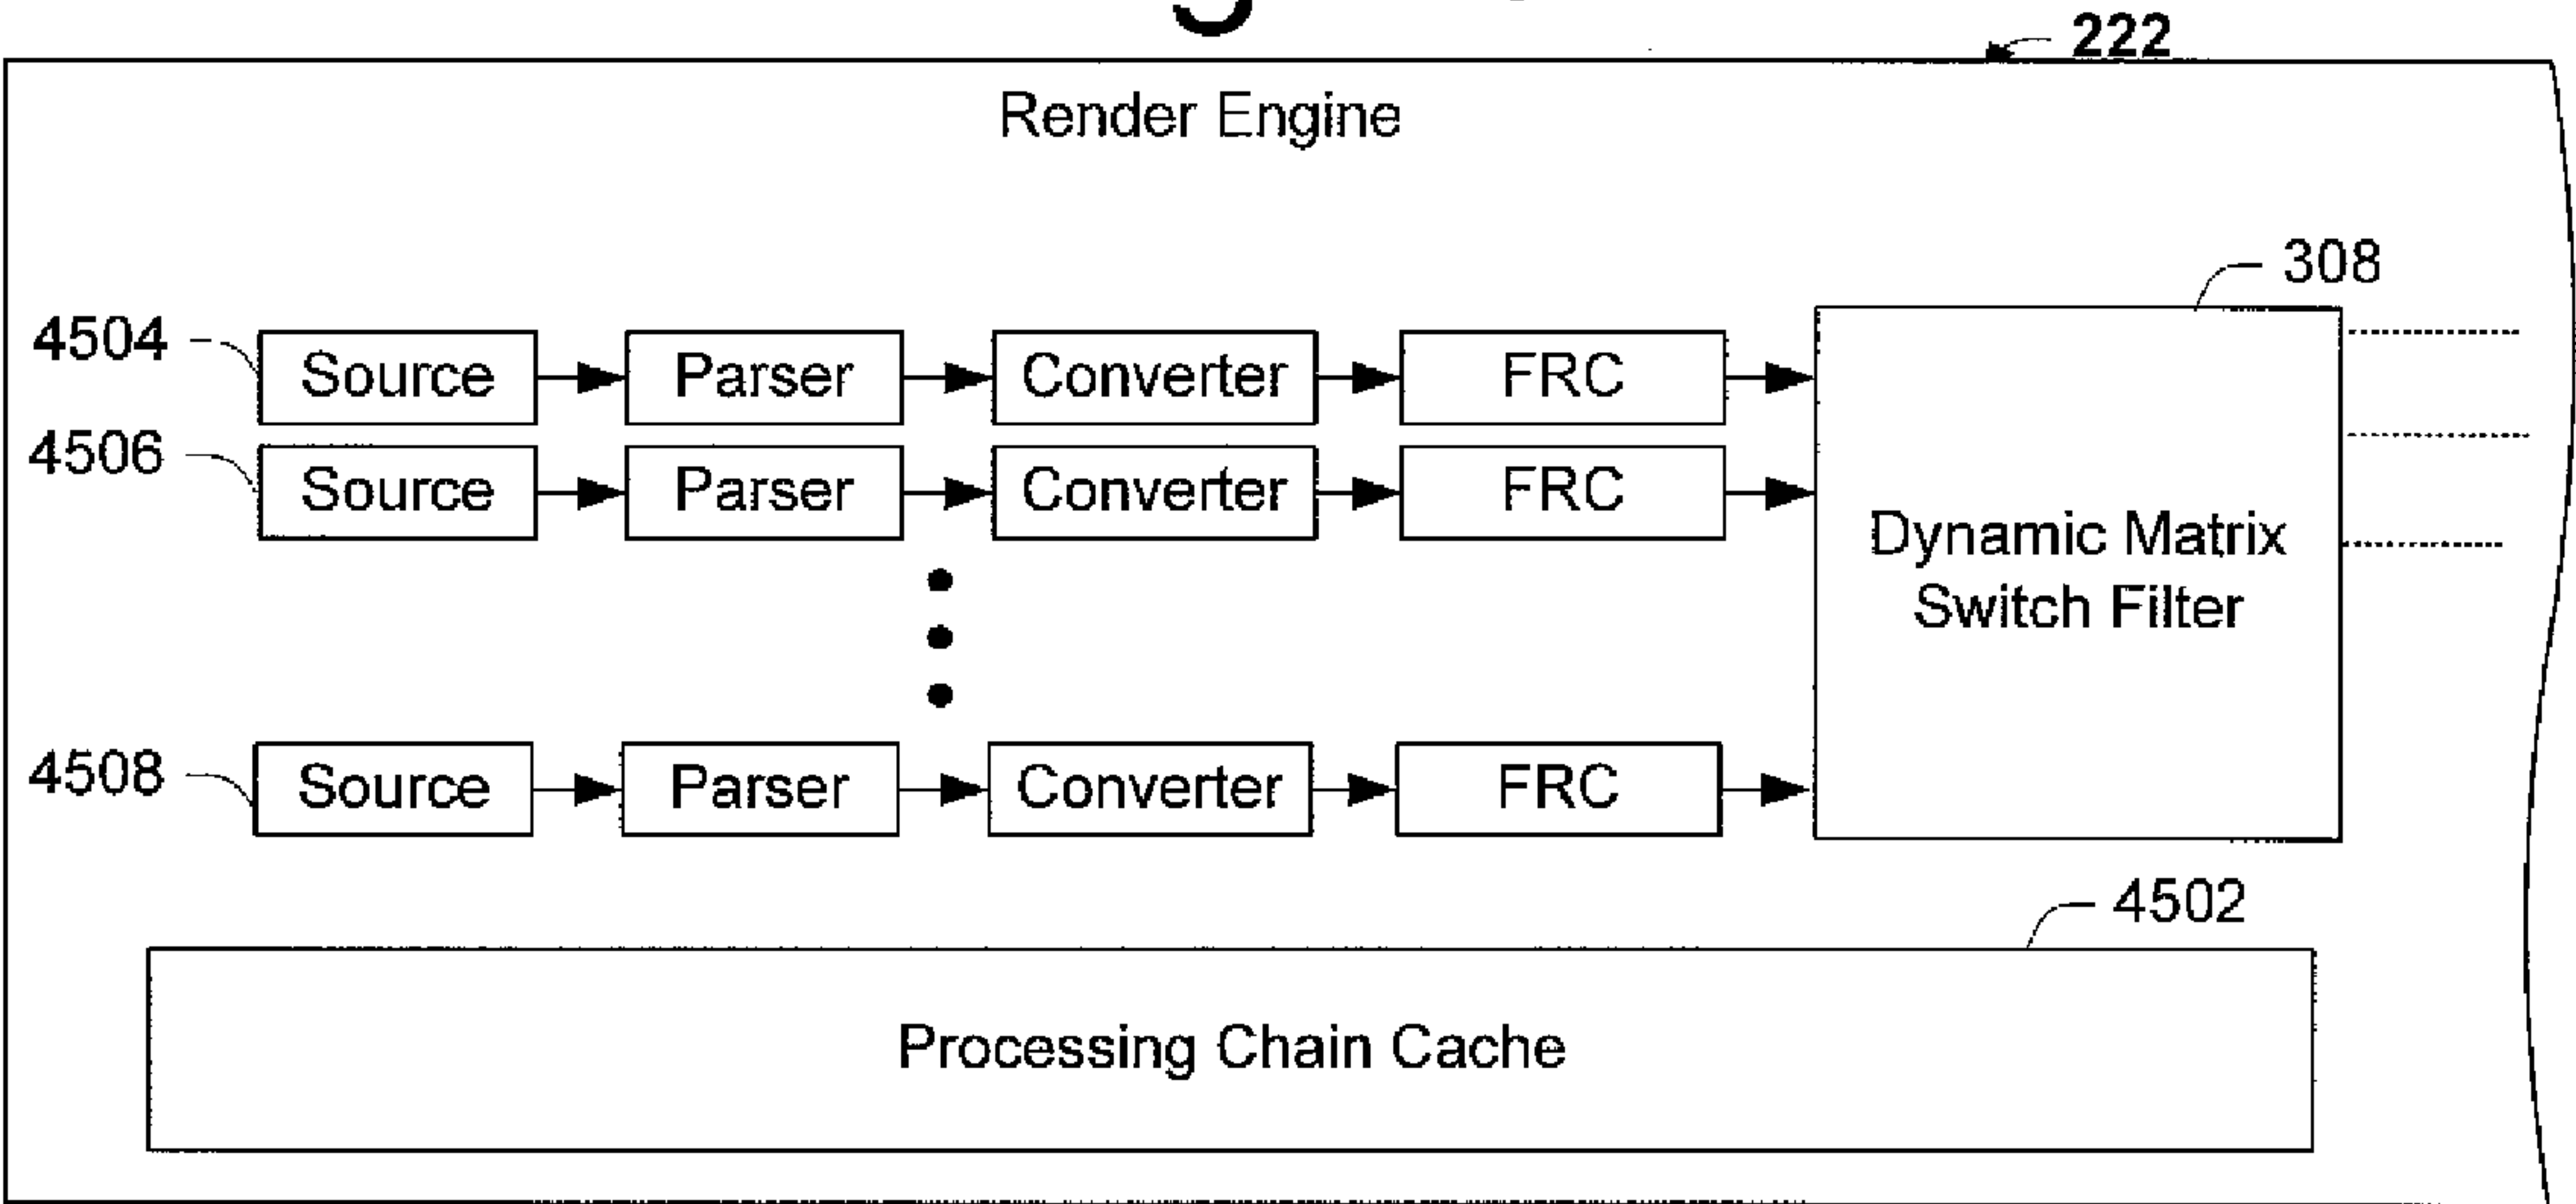 222
Render Engine
308
4504 Source Parser Converter FRC
4506 Source Parser Converter FRC
Dynamic Matrix
Switch Filter
4508 Source Parser Converter FRC
4502
Processing Chain Cache